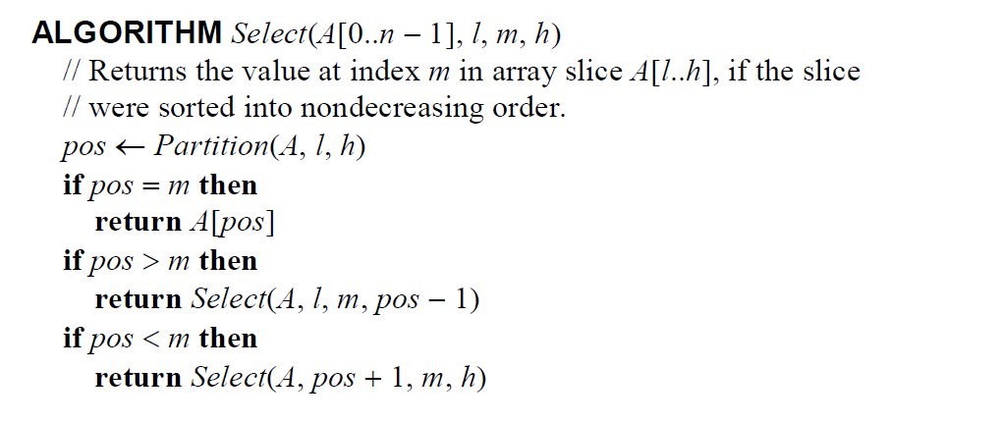 ALGORITHM Select(A[0..n − 1], l, m, h)
// Returns the value at index m in array slice A[l..h], if the slice
// were sorted into nondecreasing order.
pos ← Partition(A, l, h)
if pos = m then
return A[pos]
if pos > m then
return Select(A, l, m, pos − 1)
if pos < m then
return Select(A, pos + 1, m, h)